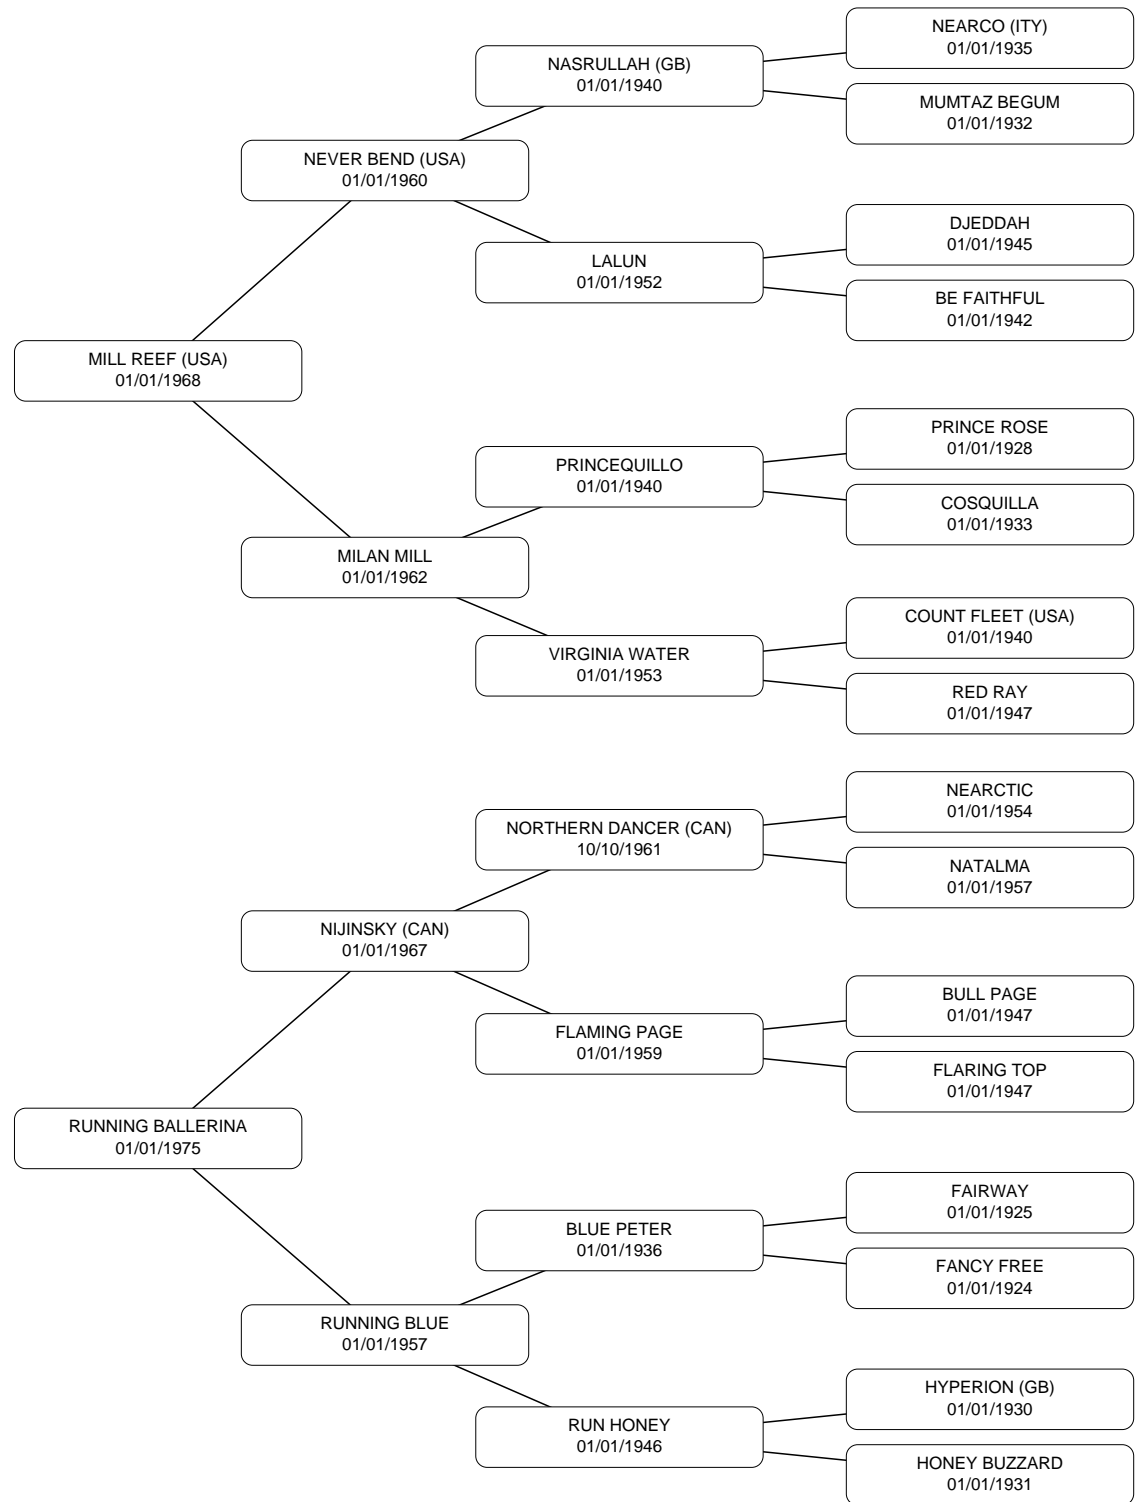 NEARCO (ITY)
01/01/1935
NASRULLAH (GB)
01/01/1940
MUMTAZ BEGUM
01/01/1932
NEVER BEND (USA)
01/01/1960
DJEDDAH
01/01/1945
LALUN
01/01/1952
BE FAITHFUL
01/01/1942
MILL REEF (USA)
01/01/1968
PRINCE ROSE
01/01/1928
PRINCEQUILLO
01/01/1940
COSQUILLA
01/01/1933
MILAN MILL
01/01/1962
COUNT FLEET (USA)
01/01/1940
VIRGINIA WATER
01/01/1953
RED RAY
01/01/1947
NEARCTIC
01/01/1954
NORTHERN DANCER (CAN)
10/10/1961
NATALMA
01/01/1957
NIJINSKY (CAN)
01/01/1967
BULL PAGE
01/01/1947
FLAMING PAGE
01/01/1959
FLARING TOP
01/01/1947
RUNNING BALLERINA
01/01/1975
FAIRWAY
01/01/1925
BLUE PETER
01/01/1936
FANCY FREE
01/01/1924
RUNNING BLUE
01/01/1957
HYPERION (GB)
01/01/1930
RUN HONEY
01/01/1946
HONEY BUZZARD
01/01/1931